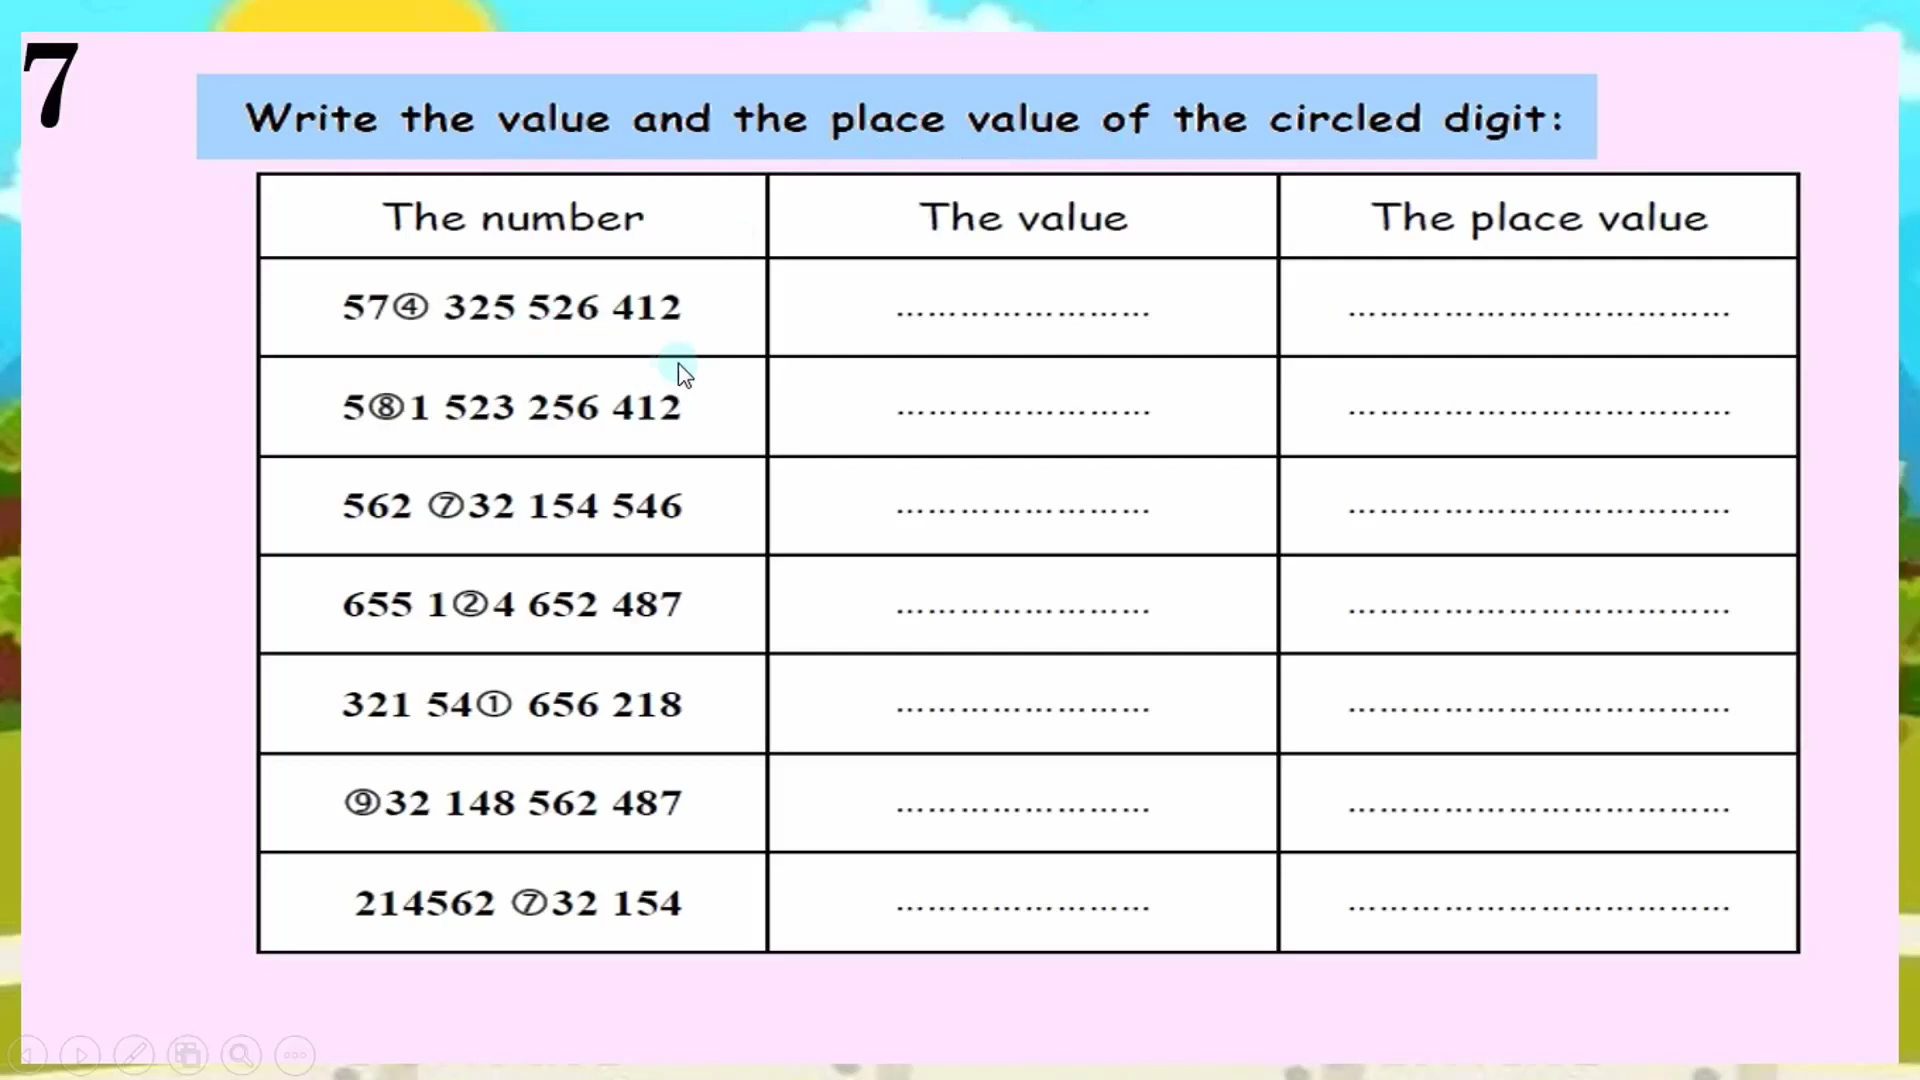 7
Write the value and the place value of the circled digit:
The number The value The place value
57④ 325 526 412 ........................ ....................................
5⑧1 523 256 412 ........................ ....................................
562 ⑦32 154 546 ........................ ....................................
655 1②4 652 487 ........................ ....................................
321 54① 656 218 ........................ ....................................
⑨32 148 562 487 ........................ ....................................
214562 ⑦32 154 ........................ ....................................